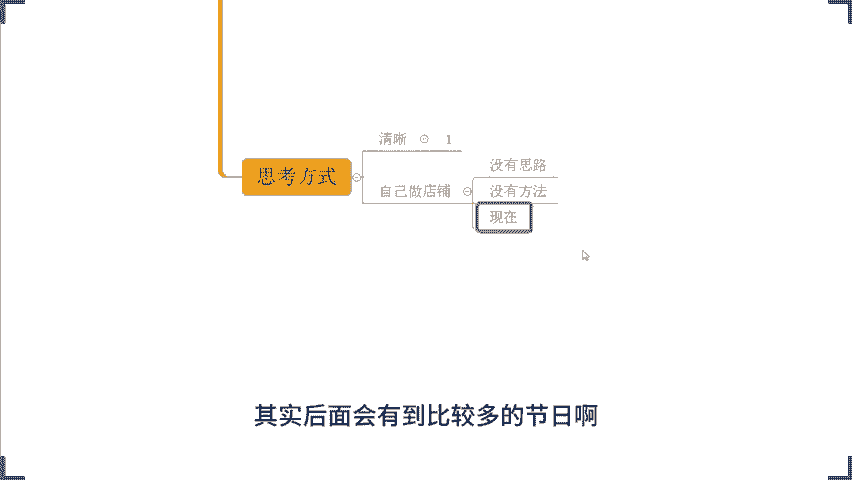 清晰 1
没有思路
思考方式
自己做店铺
没有方法
现在
其实后面会有到比较多的节日啊